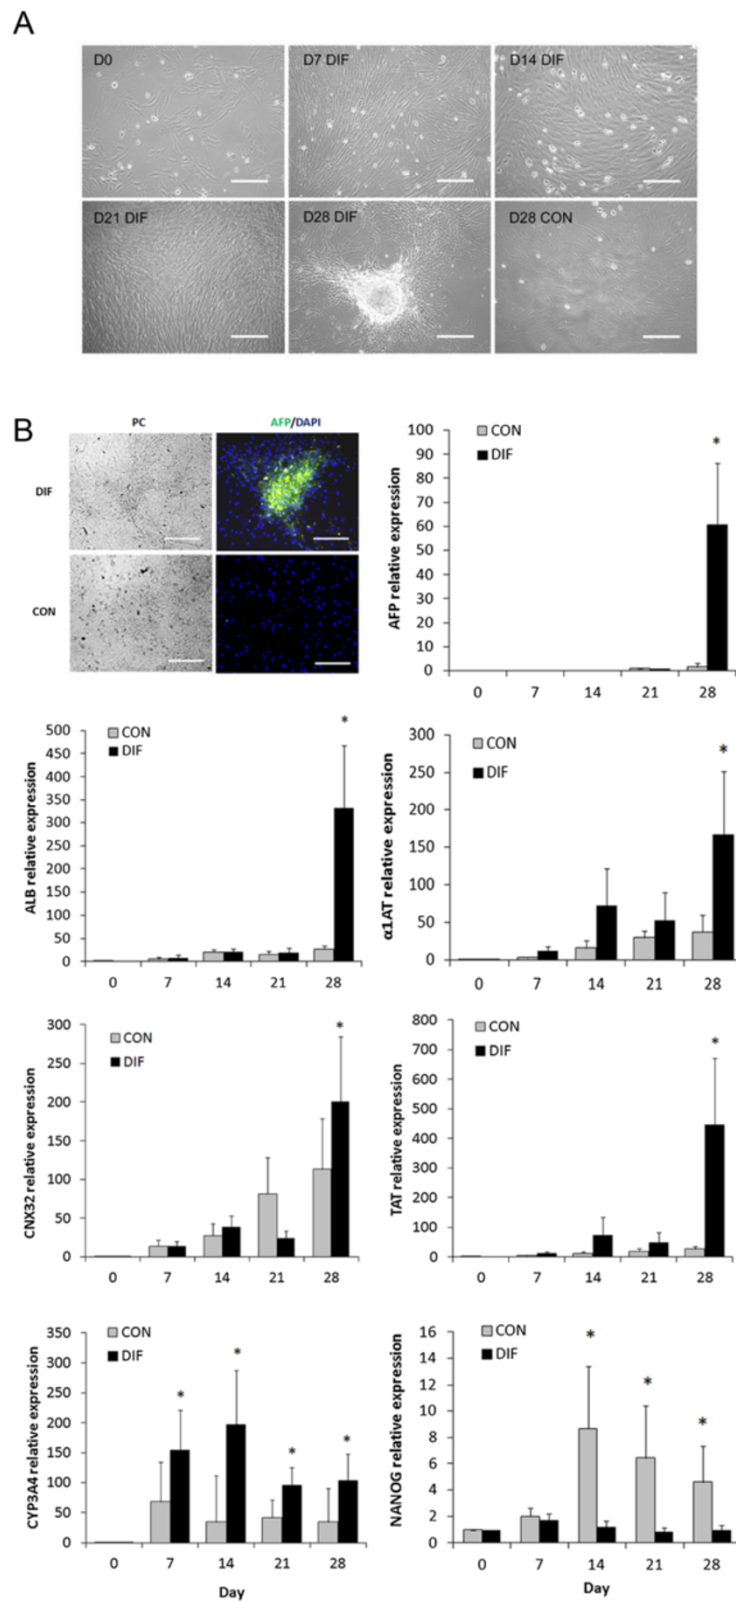 A
D0
D7 DIF
D14 DIF
D21 DIF
D28 DIF
D28 CON
B
PC
AFP/DAPI
DIF
CON
AFP relative expression
100
90
80
70
60
50
40
30
20
10
0
CON
DIF
*
0 7 14 21 28
ALB relative expression
500
450
400
350
300
250
200
150
100
50
0
CON
DIF
*
0 7 14 21 28
α1AT relative expression
300
250
200
150
100
50
0
CON
DIF
*
0 7 14 21 28
CNX32 relative expression
300
250
200
150
100
50
0
CON
DIF
*
0 7 14 21 28
TAT relative expression
800
700
600
500
400
300
200
100
0
CON
DIF
*
0 7 14 21 28
CYP3A4 relative expression
350
300
250
200
150
100
50
0
CON
DIF
* * * *
0 7 14 21 28
Day
NANOG relative expression
16
14
12
10
8
6
4
2
0
CON
DIF
* * *
0 7 14 21 28
Day